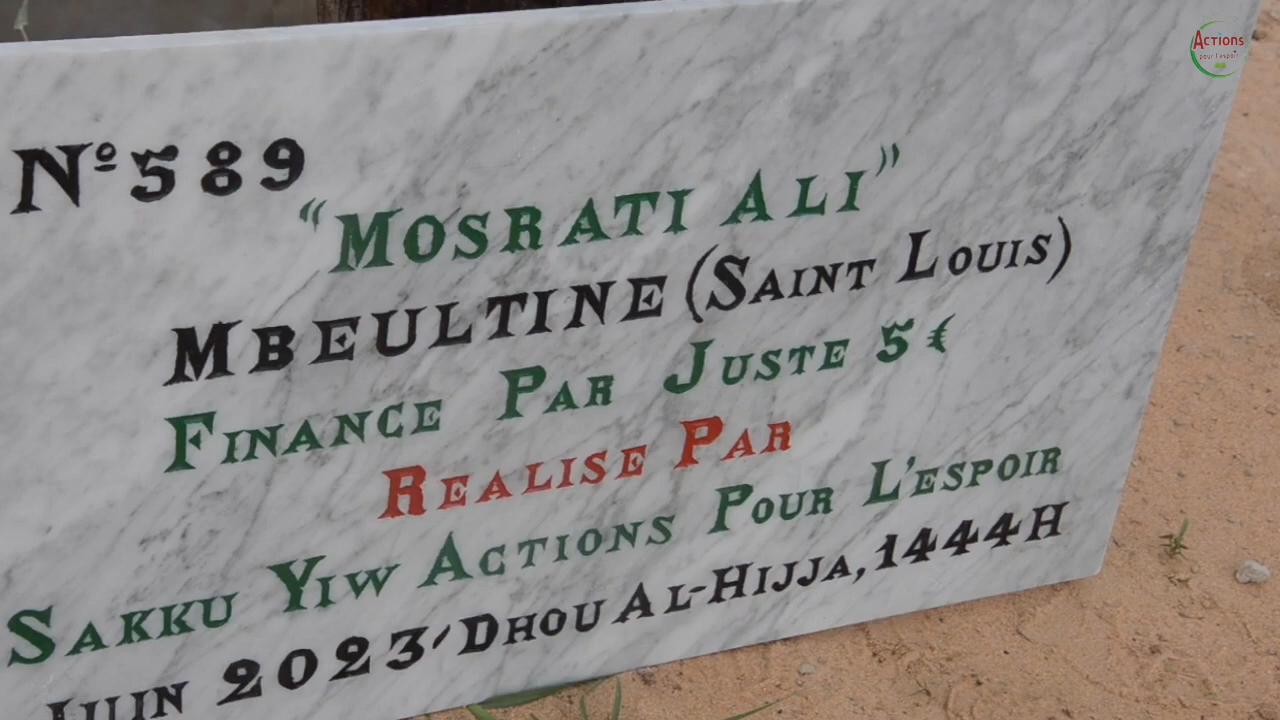 Actions
pour l'espoir
Nº 589
"MOSRATI ALI"
MBEULTINE (SAINT LOUIS)
FINANCE PAR JUSTE 5€
REALISE PAR
SAKKU YIW ACTIONS POUR L'ESPOIR
JUIN 2023/DHOU AL-HIJJA, 1444H